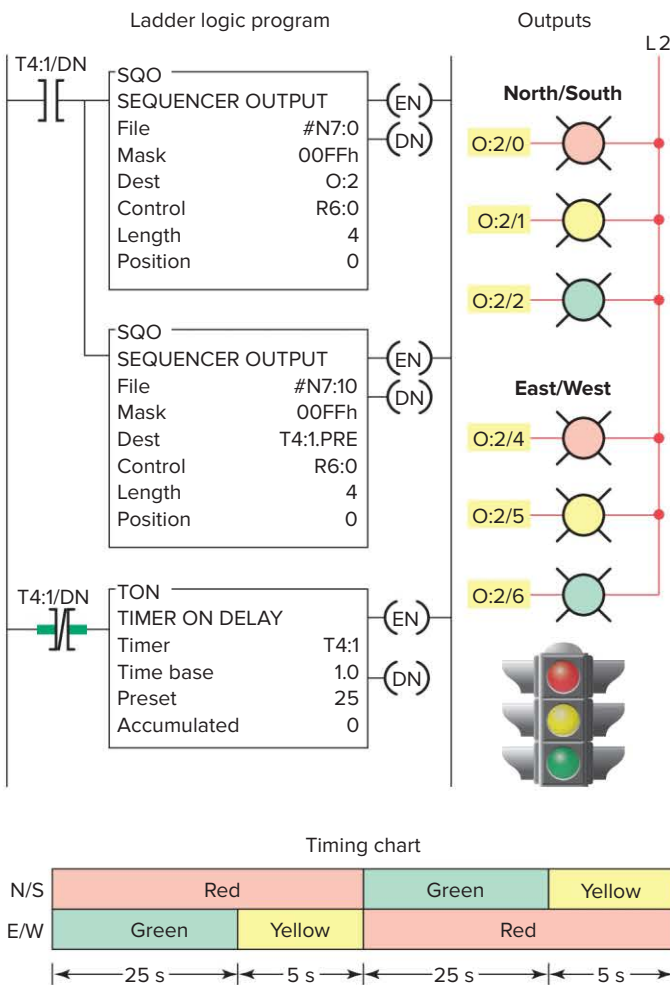 Ladder logic program
Outputs
L2
T4:1/DN
SQO
SEQUENCER OUTPUT
File #N7:0
Mask 00FFh
Dest O:2
Control R6:0
Length 4
Position 0
EN
DN
SQO
SEQUENCER OUTPUT
File #N7:10
Mask 00FFh
Dest T4:1.PRE
Control R6:0
Length 4
Position 0
EN
DN
T4:1/DN
TON
TIMER ON DELAY
Timer T4:1
Time base 1.0
Preset 25
Accumulated 0
EN
DN
North/South
O:2/0
O:2/1
O:2/2
East/West
O:2/4
O:2/5
O:2/6
Timing chart
N/S Red Green Yellow
E/W Green Yellow Red
25 s 5 s 25 s 5 s